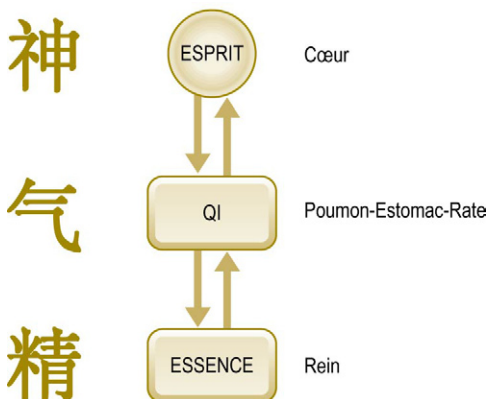 神 ESPRIT Cœur
气 QI Poumon-Estomac-Rate
精 ESSENCE Rein